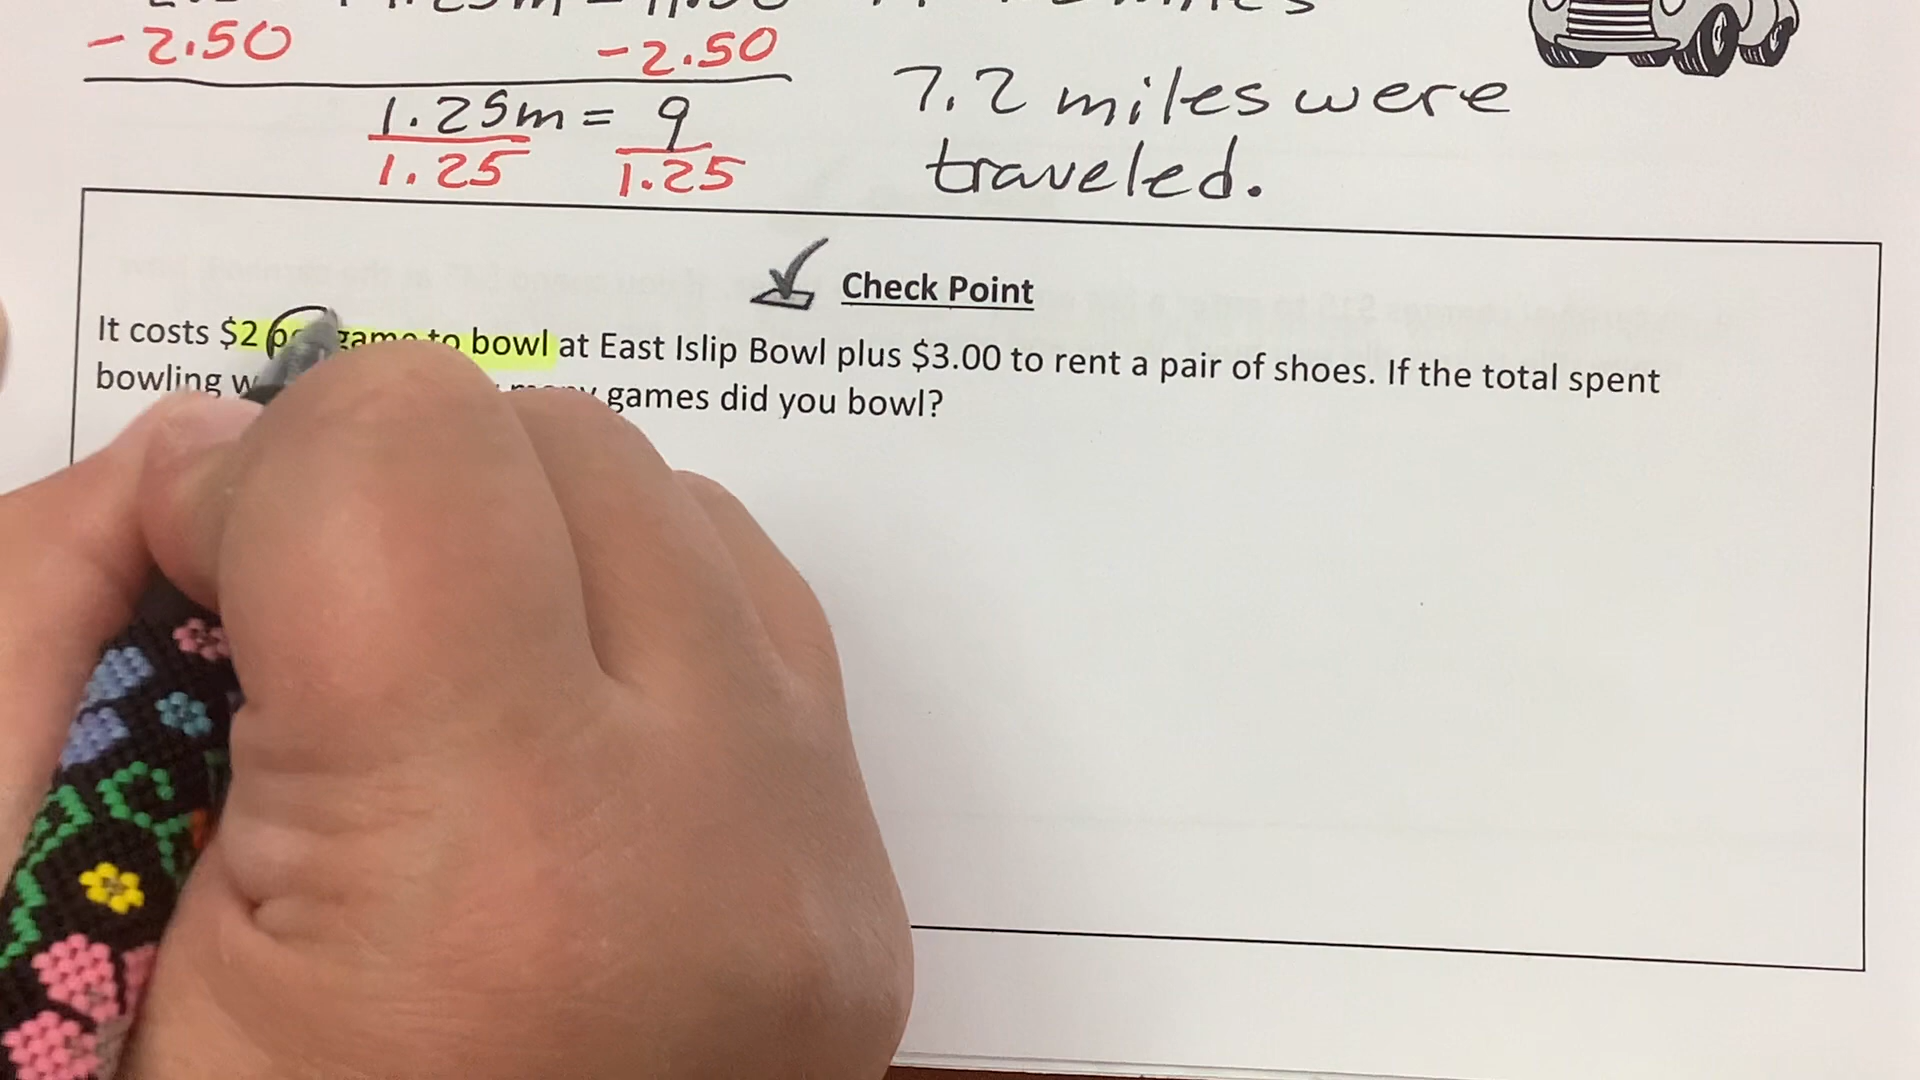 -2.50 -2.50
1.25m = 9
1.25 1.25
7.2 miles were
traveled.
Check Point
It costs $2 game to bowl at East Islip Bowl plus $3.00 to rent a pair of shoes. If the total spent
bowling games did you bowl?